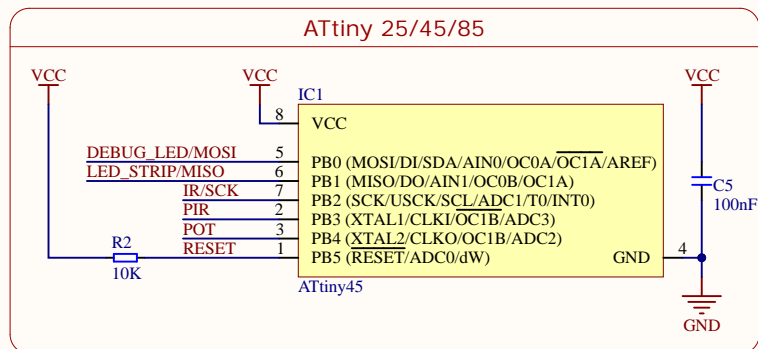 ATtiny 25/45/85
VCC
VCC
VCC
IC1
8
VCC
DEBUG_LED/MOSI
5
PB0 (MOSI/DI/SDA/AIN0/OC0A/OC1A/AREF)
LED_STRIP/MISO
6
PB1 (MISO/DO/AIN1/OC0B/OC1A)
IR/SCK
7
PB2 (SCK/USCK/SCL/ADC1/T0/INT0)
PIR
2
PB3 (XTAL1/CLKI/OC1B/ADC3)
POT
3
PB4 (XTAL2/CLKO/OC1B/ADC2)
RESET
1
PB5 (RESET/ADC0/dW)
GND
4
R2
10K
C5
100nF
ATtiny45
GND